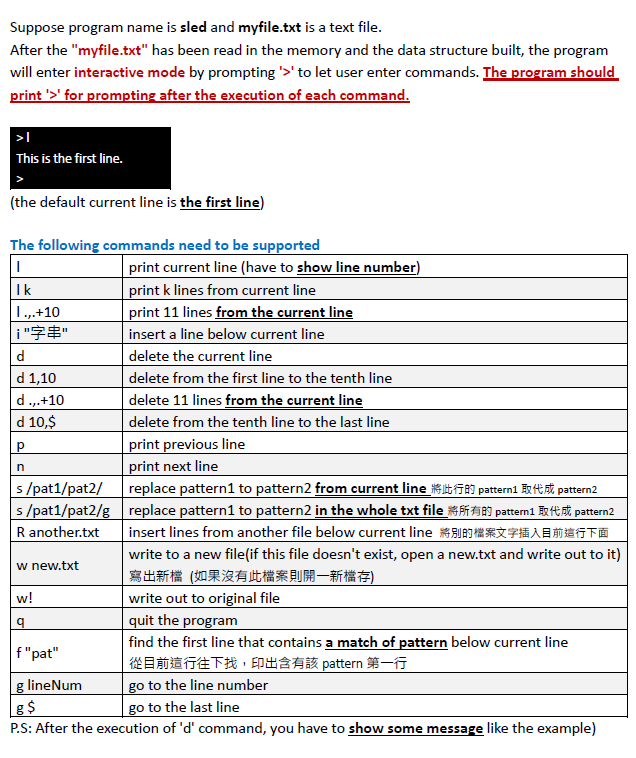 Suppose program name is sled and myfile.txt is a text file.
After the "myfile.txt" has been read in the memory and the data structure built, the program
will enter interactive mode by prompting '>' to let user enter commands. The program should
print '>' for prompting after the execution of each command.
>l
This is the first line.
>
(the default current line is the first line)
The following commands need to be supported
l print current line (have to show line number)
l k print k lines from current line
l .,.+10 print 11 lines from the current line
i "字串" insert a line below current line
d delete the current line
d 1,10 delete from the first line to the tenth line
d .,.+10 delete 11 lines from the current line
d 10,$ delete from the tenth line to the last line
p print previous line
n print next line
s /pat1/pat2/ replace pattern1 to pattern2 from current line 將此行的 pattern1 取代成 pattern2
s /pat1/pat2/g replace pattern1 to pattern2 in the whole txt file 將所有的 pattern1 取代成 pattern2
R another.txt insert lines from another file below current line 將別的檔案文字插入目前這行下面
w new.txt write to a new file(if this file doesn't exist, open a new.txt and write out to it)
寫出新檔 (如果沒有此檔案則開一新檔存)
w! write out to original file
q quit the program
f "pat" find the first line that contains a match of pattern below current line
從目前這行往下找，印出含有該 pattern 第一行
g lineNum go to the line number
g $ go to the last line
P.S: After the execution of 'd' command, you have to show some message like the example)